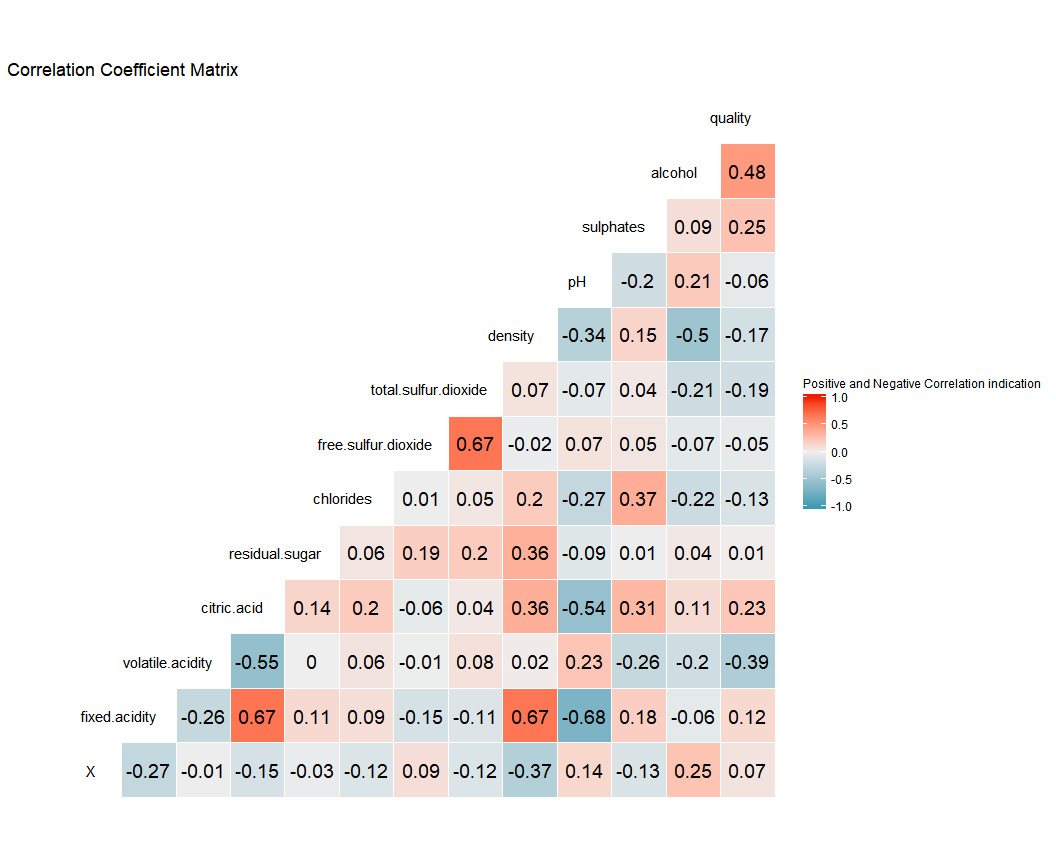 Correlation Coefficient Matrix
quality
alcohol 0.48
sulphates 0.09 0.25
pH -0.2 0.21 -0.06
density -0.34 0.15 -0.5 -0.17
total.sulfur.dioxide 0.07 -0.07 0.04 -0.21 -0.19
free.sulfur.dioxide 0.67 -0.02 0.07 0.05 -0.07 -0.05
chlorides 0.01 0.05 0.2 -0.27 0.37 -0.22 -0.13
residual.sugar 0.06 0.19 0.2 0.36 -0.09 0.01 0.04 0.01
citric.acid 0.14 0.2 -0.06 0.04 0.36 -0.54 0.31 0.11 0.23
volatile.acidity -0.55 0 0.06 -0.01 0.08 0.02 0.23 -0.26 -0.2 -0.39
fixed.acidity -0.26 0.67 0.11 0.09 -0.15 -0.11 0.67 -0.68 0.18 -0.06 0.12
X -0.27 -0.01 -0.15 -0.03 -0.12 0.09 -0.12 -0.37 0.14 -0.13 0.25 0.07
Positive and Negative Correlation indication
1.0
0.5
0.0
-0.5
-1.0